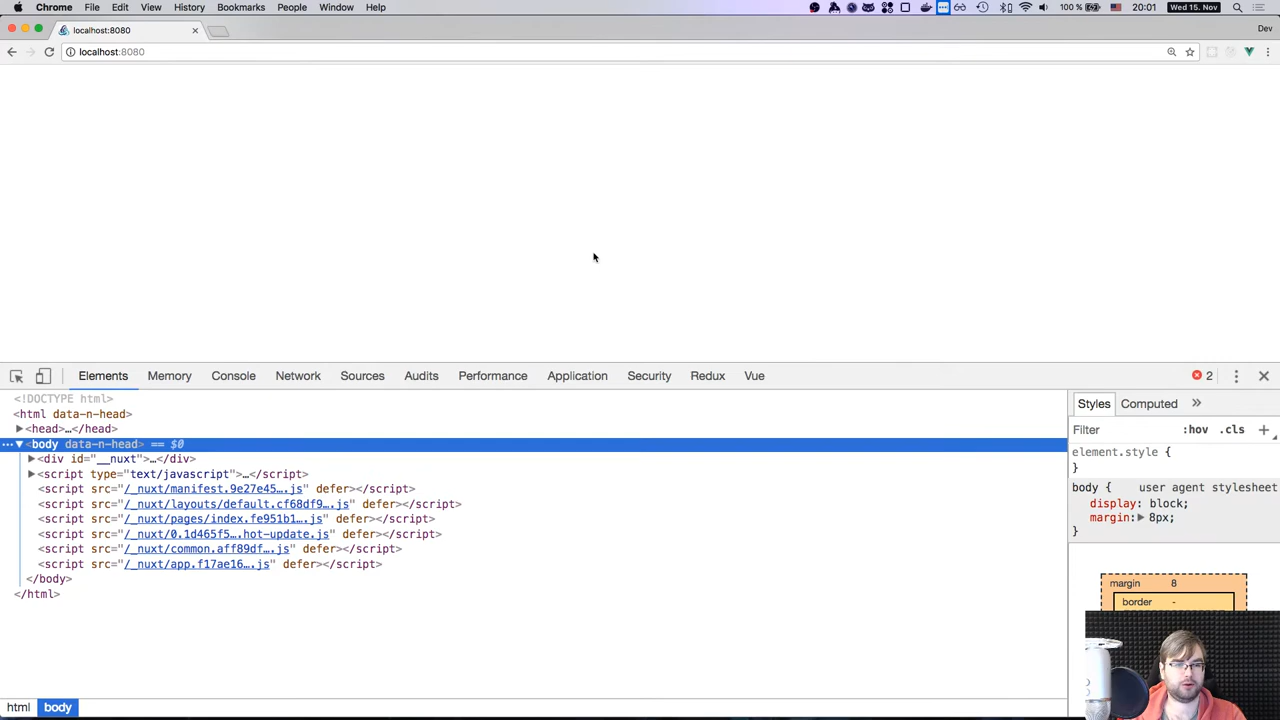 Chrome File Edit View History Bookmarks People Window Help 100 % 20:01 Wed 15. Nov
localhost:8080 × Dev
localhost:8080
Elements Memory Console Network Sources Audits Performance Application Security Redux Vue 2
<!DOCTYPE html>
<html data-n-head>
<head>…</head>
… <body data-n-head> == $0
<div id="__nuxt">…</div>
<script type="text/javascript">…</script>
<script src="/_nuxt/manifest.9e27e45….js" defer></script>
<script src="/_nuxt/layouts/default.cf68df9….js" defer></script>
<script src="/_nuxt/pages/index.fe951b1….js" defer></script>
<script src="/_nuxt/0.1d465f5….hot-update.js" defer></script>
<script src="/_nuxt/common.aff89df….js" defer></script>
<script src="/_nuxt/app.f17ae16….js" defer></script>
</body>
</html>
html body
Styles Computed »
Filter :hov .cls +
element.style {
}
body { user agent stylesheet
display: block;
margin: 8px;
}
margin 8
border -